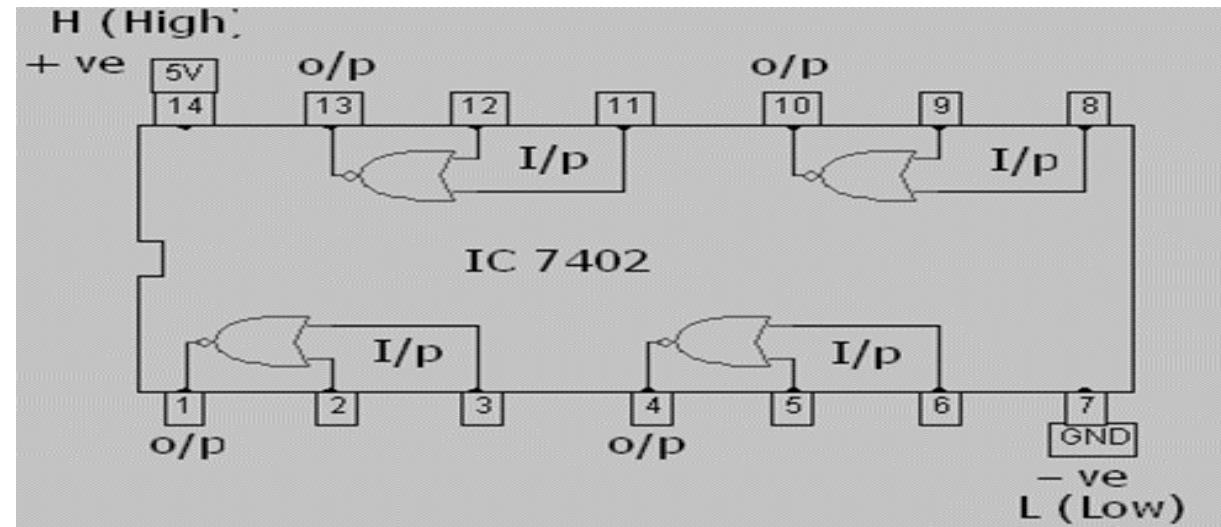 H (High)
+ ve 5V o/p o/p
14 13 12 11 10 9 8
I/p I/p
IC 7402
I/p I/p
1 2 3 4 5 6 7
o/p o/p GND
– ve
L (Low)